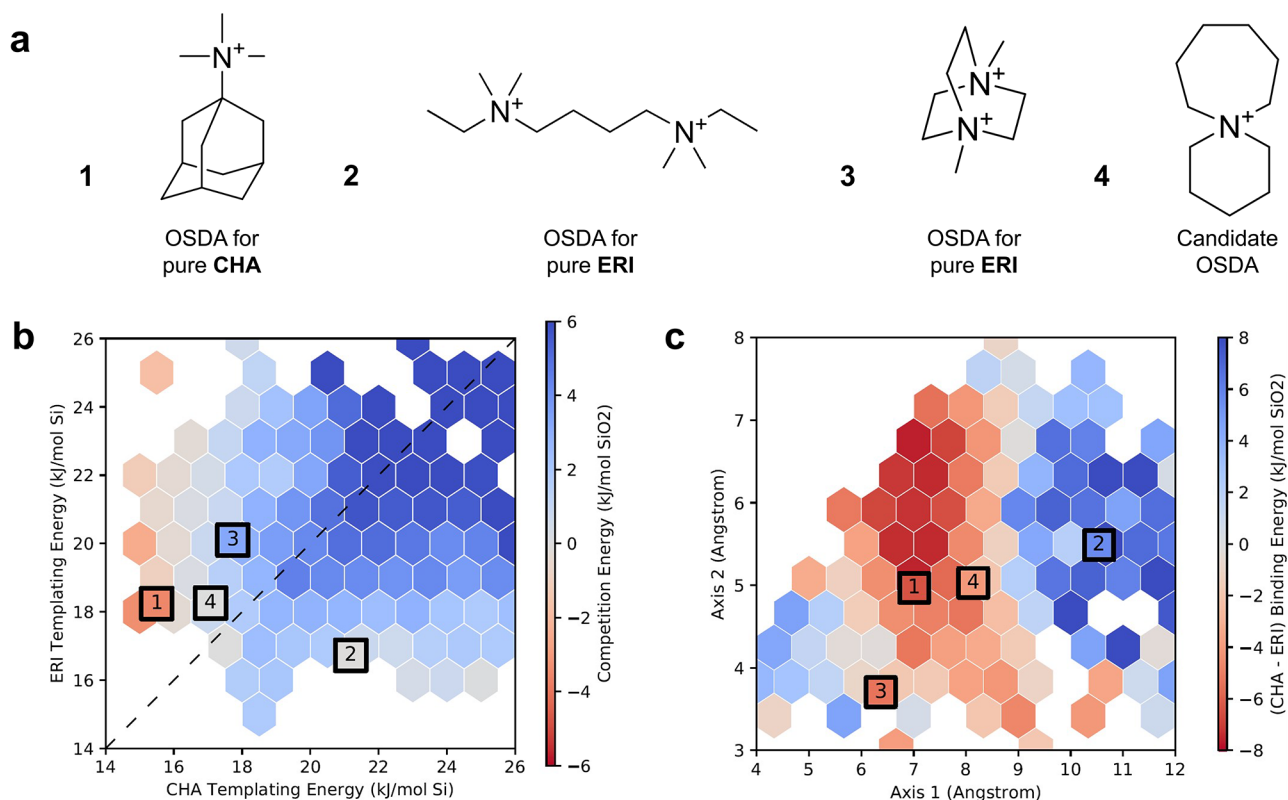 a
N+
N+
N+
N+
N+
N+
1
2
3
4
OSDA for
pure CHA
OSDA for
pure ERI
OSDA for
pure ERI
Candidate
OSDA
b
ERI Templating Energy (kJ/mol Si)
26
24
22
20
18
16
14
3
1
4
2
14 16 18 20 22 24 26
CHA Templating Energy (kJ/mol Si)
6
4
2
0
−2
−4
−6
Competition Energy (kJ/mol SiO2)
c
Axis 2 (Angstrom)
8
7
6
5
4
3
2
1
4
3
4 5 6 7 8 9 10 11 12
Axis 1 (Angstrom)
8
6
4
2
0
−2
−4
−6
−8
(CHA - ERI) Binding Energy (kJ/mol SiO2)